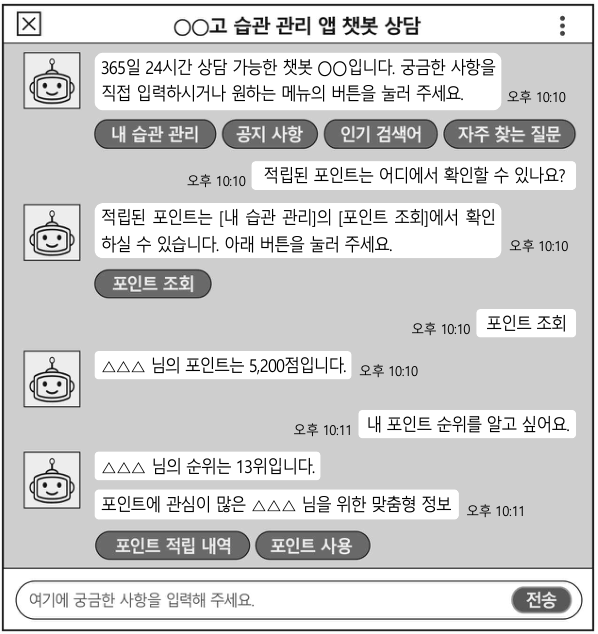 ○○고 습관 관리 앱 챗봇 상담
365일 24시간 상담 가능한 챗봇 ○○입니다. 궁금한 사항을
직접 입력하시거나 원하는 메뉴의 버튼을 눌러 주세요.
오후 10:10
내 습관 관리
공지 사항
인기 검색어
자주 찾는 질문
오후 10:10
적립된 포인트는 어디에서 확인할 수 있나요?
적립된 포인트는 [내 습관 관리]의 [포인트 조회]에서 확인
하실 수 있습니다. 아래 버튼을 눌러 주세요.
오후 10:10
포인트 조회
오후 10:10
포인트 조회
△△△ 님의 포인트는 5,200점입니다.
오후 10:10
오후 10:11
내 포인트 순위를 알고 싶어요.
△△△ 님의 순위는 13위입니다.
포인트에 관심이 많은 △△△ 님을 위한 맞춤형 정보
오후 10:11
포인트 적립 내역
포인트 사용
여기에 궁금한 사항을 입력해 주세요.
전송